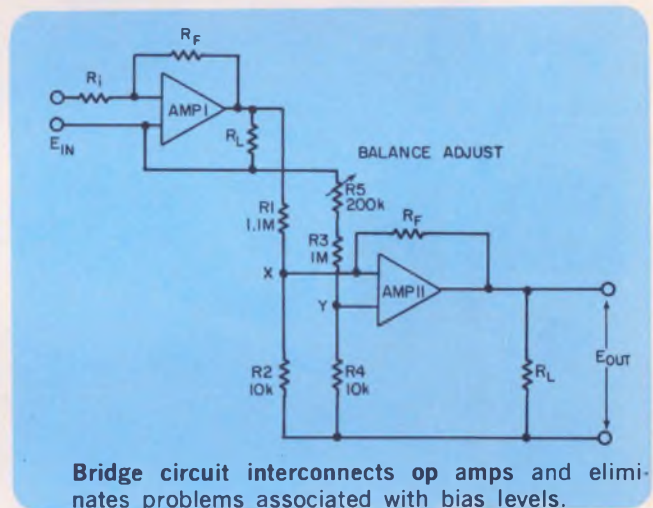 R_F
R_i
AMP I
R_L
E_IN
BALANCE ADJUST
R5
200k
R1
1.1M
R3
1M
R_F
X
AMP II
Y
R2
10k
R4
10k
R_L
E_OUT
Bridge circuit interconnects op amps and elimi-
nates problems associated with bias levels.